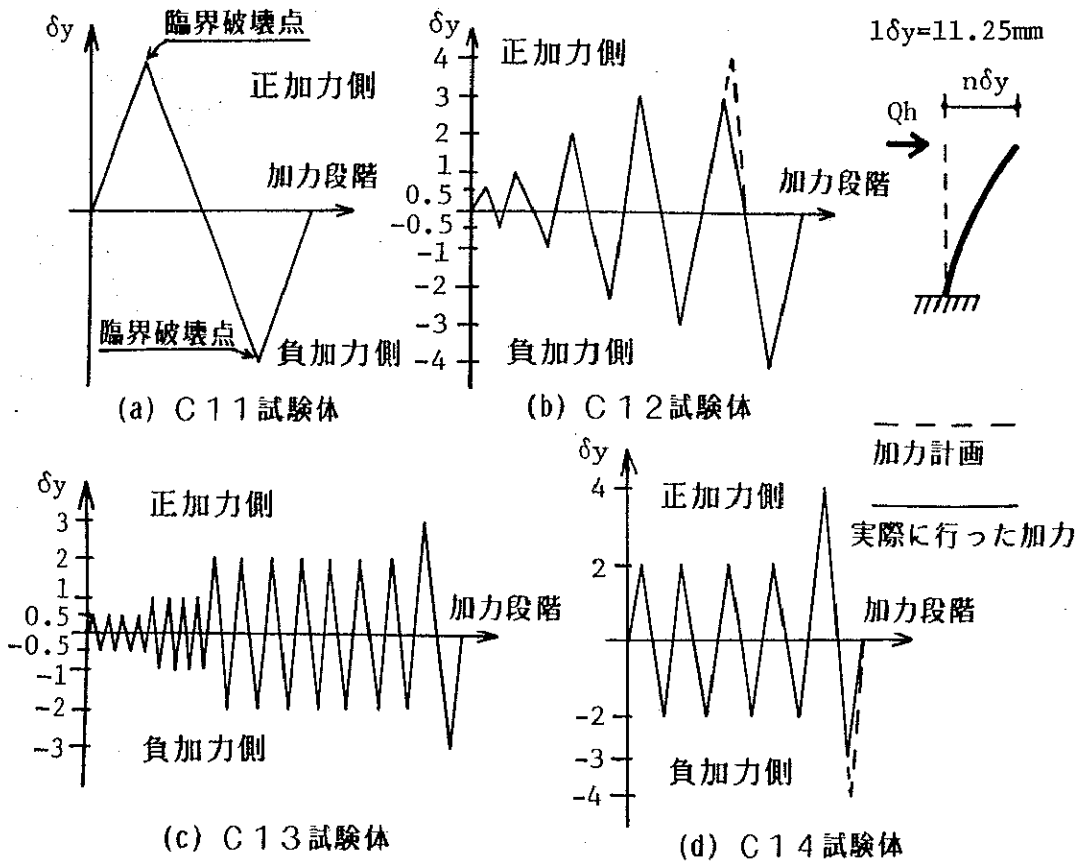 δy
臨界破壊点
正加力側
加力段階
臨界破壊点
負加力側
(a) C11試験体
δy
正加力側
4
3
2
1
0.5
-0.5
-1
-2
-3
-4
加力段階
負加力側
(b) C12試験体
1δy=11.25mm
nδy
Qh
加力計画
実際に行った加力
δy
正加力側
3
2
1
0.5
-0.5
-1
-2
-3
加力段階
負加力側
(c) C13試験体
δy
正加力側
4
2
-2
-3
-4
加力段階
負加力側
(d) C14試験体